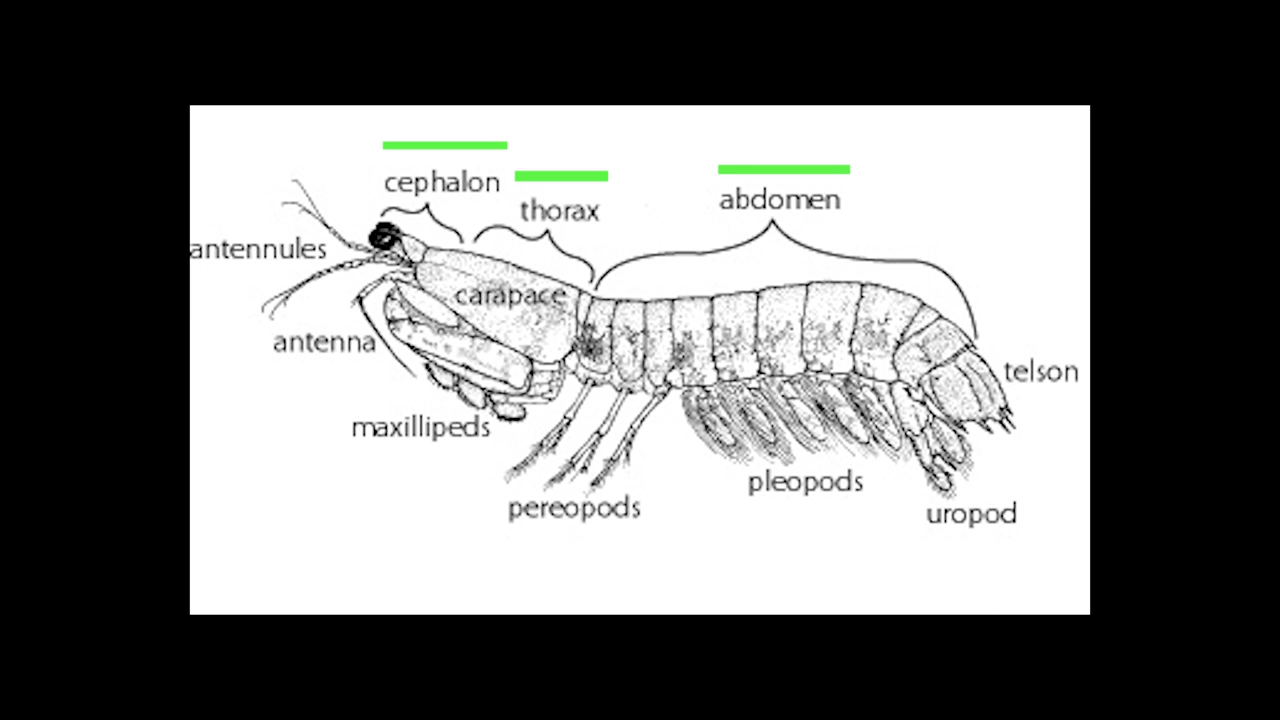 cephalon
thorax
abdomen
antennules
carapace
antenna
telson
maxillipeds
pleopods
pereopods
uropod